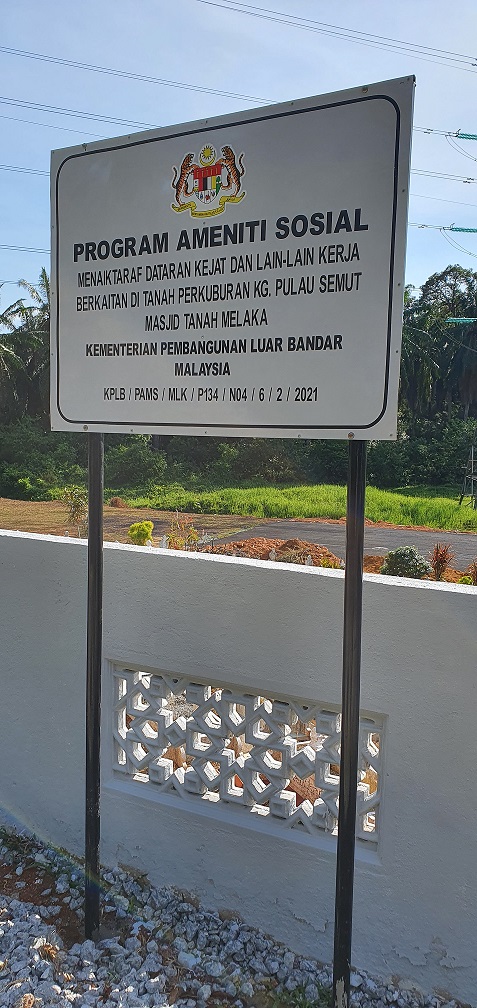 PROGRAM AMENITI SOSIAL
MENAIKTARAF DATARAN KEJAT DAN LAIN-LAIN KERJA
BERKAITAN DI TANAH PERKUBURAN KG. PULAU SEMUT
MASJID TANAH MELAKA
KEMENTERIAN PEMBANGUNAN LUAR BANDAR
MALAYSIA
KPLB / PAMS / MLK / P134 / N04 / 6 / 2 / 2021